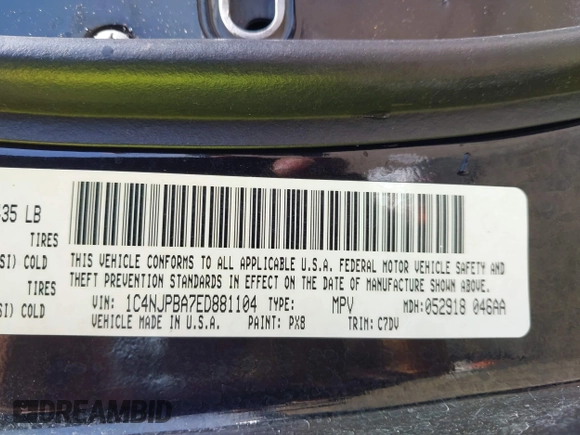 435 LB
TIRES
SI) COLD
TIRES
SI) COLD
THIS VEHICLE CONFORMS TO ALL APPLICABLE U.S.A. FEDERAL MOTOR VEHICLE SAFETY AND
THEFT PREVENTION STANDARDS IN EFFECT ON THE DATE OF MANUFACTURE SHOWN ABOVE.
VIN: 1C4NJPBA7ED881104 TYPE: MPV MDH: 052918 046AA
VEHICLE MADE IN U.S.A. PAINT: PX8 TRIM: C7DV
DREAMBID